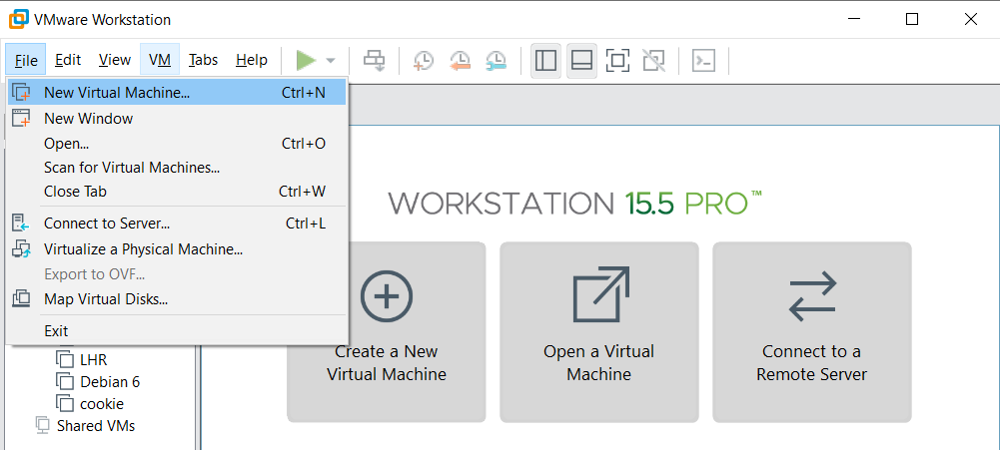 VMware Workstation
File Edit View VM Tabs Help
New Virtual Machine... Ctrl+N
New Window
Open... Ctrl+O
Scan for Virtual Machines...
Close Tab Ctrl+W
Connect to Server... Ctrl+L
Virtualize a Physical Machine...
Export to OVF...
Map Virtual Disks...
Exit
LHR
Debian 6
cookie
Shared VMs
WORKSTATION 15.5 PRO™
Create a New
Virtual Machine
Open a Virtual
Machine
Connect to a
Remote Server